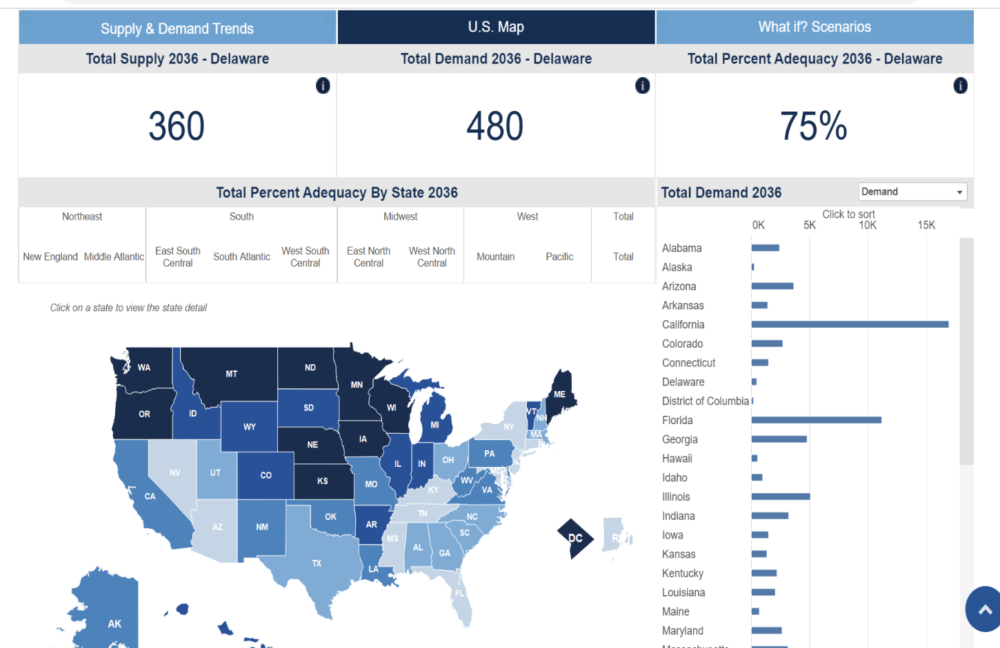 Supply & Demand Trends
U.S. Map
What if? Scenarios
Total Supply 2036 - Delaware
Total Demand 2036 - Delaware
Total Percent Adequacy 2036 - Delaware
i
i
i
360
480
75%
Total Percent Adequacy By State 2036
Total Demand 2036
Demand
Northeast
South
Midwest
West
Total
New England
Middle Atlantic
East South
Central
South Atlantic
West South
Central
East North
Central
West North
Central
Mountain
Pacific
Total
Click to sort
0K
5K
10K
15K
Alabama
Alaska
Arizona
Arkansas
California
Colorado
Connecticut
Delaware
District of Columbia
Florida
Georgia
Hawaii
Idaho
Illinois
Indiana
Iowa
Kansas
Kentucky
Louisiana
Maine
Maryland
Click on a state to view the state detail
WA
MT
ND
MN
ME
OR
ID
SD
WI
VT
NH
WY
MI
NY
MA
NE
IA
NV
UT
CO
KS
IL
IN
OH
PA
NJ
MD
MO
WV
VA
KY
CA
AZ
NM
OK
AR
TN
NC
MS
AL
SC
GA
TX
LA
FL
DC
AK